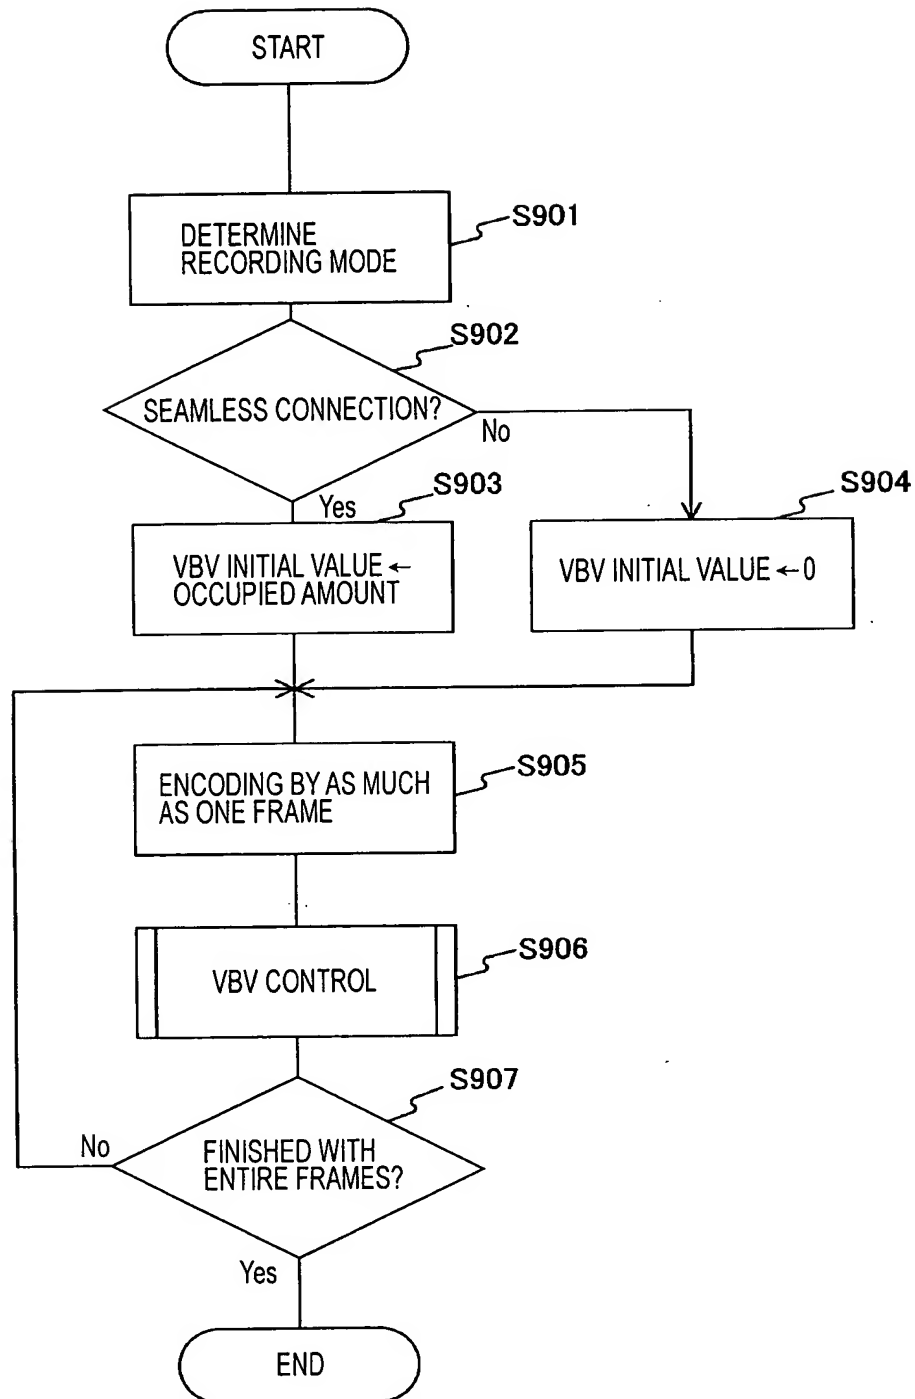 START
S901
DETERMINE
RECORDING MODE
S902
SEAMLESS CONNECTION?
No
S903
Yes
S904
VBV INITIAL VALUE ←
OCCUPIED AMOUNT
VBV INITIAL VALUE ← 0
S905
ENCODING BY AS MUCH
AS ONE FRAME
S906
VBV CONTROL
S907
No
FINISHED WITH
ENTIRE FRAMES?
Yes
END